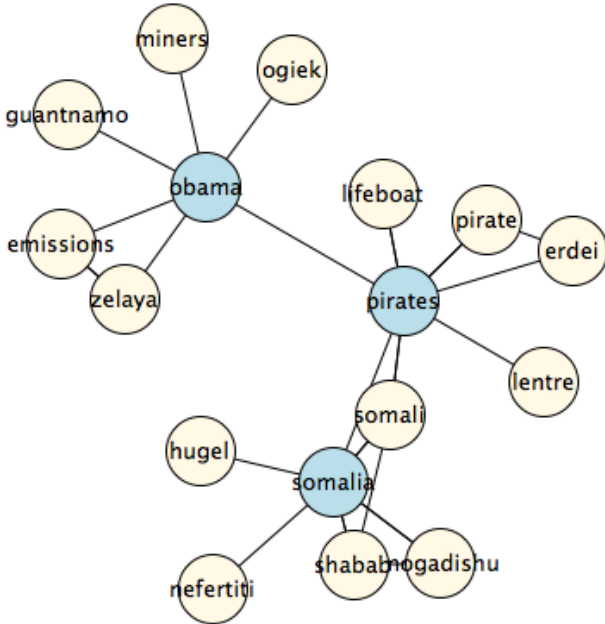 miners
ogiek
guantnamo
obama
lifeboat
pirate
emissions
erdei
zelaya
pirates
lentre
somali
hugel
somalia
shabab
mogadishu
nefertiti